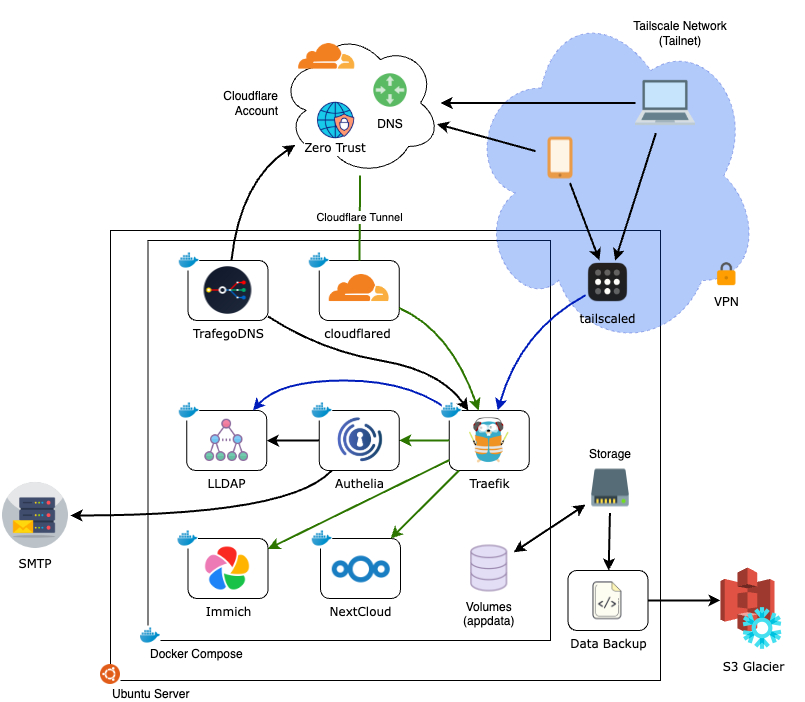 Tailscale Network
(Tailnet)
Cloudflare
Account
DNS
Zero Trust
Cloudflare Tunnel
VPN
TrafegoDNS
cloudflared
tailscaled
LLDAP
Authelia
Traefik
Storage
SMTP
</>
Immich
NextCloud
Volumes
(appdata)
Data Backup
S3 Glacier
Docker Compose
Ubuntu Server